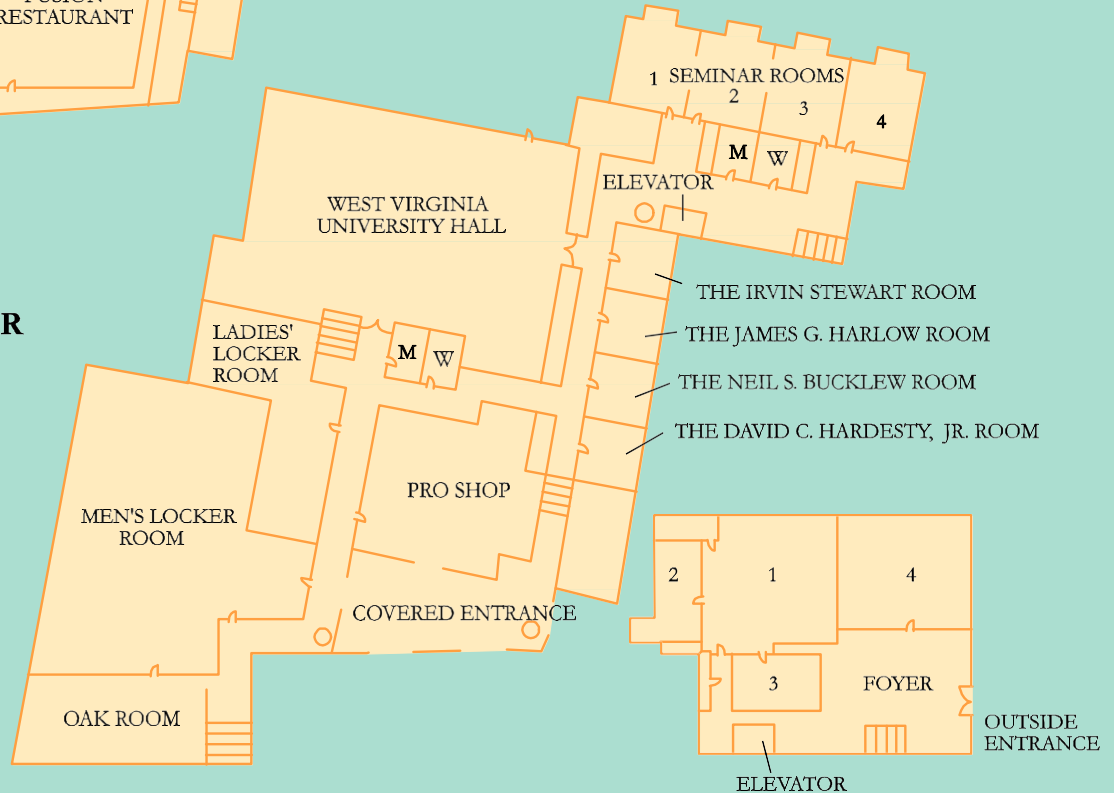 FUSION
RESTAURANT
1 SEMINAR ROOMS
2
3
4
M
W
ELEVATOR
WEST VIRGINIA
UNIVERSITY HALL
THE IRVIN STEWART ROOM
R
THE JAMES G. HARLOW ROOM
LADIES'
LOCKER
ROOM
M
W
THE NEIL S. BUCKLEW ROOM
THE DAVID C. HARDESTY, JR. ROOM
PRO SHOP
MEN'S LOCKER
ROOM
2
1
4
COVERED ENTRANCE
3
FOYER
OAK ROOM
OUTSIDE
ENTRANCE
ELEVATOR